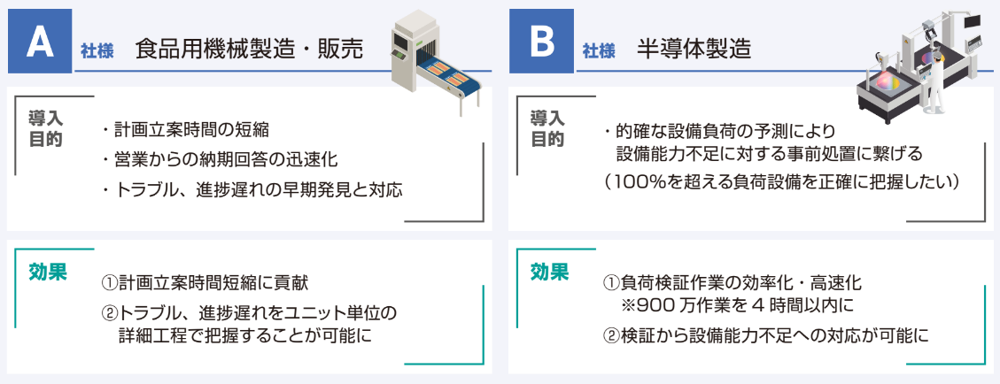 A 社様 食品用機械製造・販売
導入
目的
・計画立案時間の短縮
・営業からの納期回答の迅速化
・トラブル、進捗遅れの早期発見と対応
効果
①計画立案時間短縮に貢献
②トラブル、進捗遅れをユニット単位の
詳細工程で把握することが可能に
B 社様 半導体製造
導入
目的
・的確な設備負荷の予測により
設備能力不足に対する事前処置に繋げる
（100%を超える負荷設備を正確に把握したい）
効果
①負荷検証作業の効率化・高速化
※900万作業を4時間以内に
②検証から設備能力不足への対応が可能に